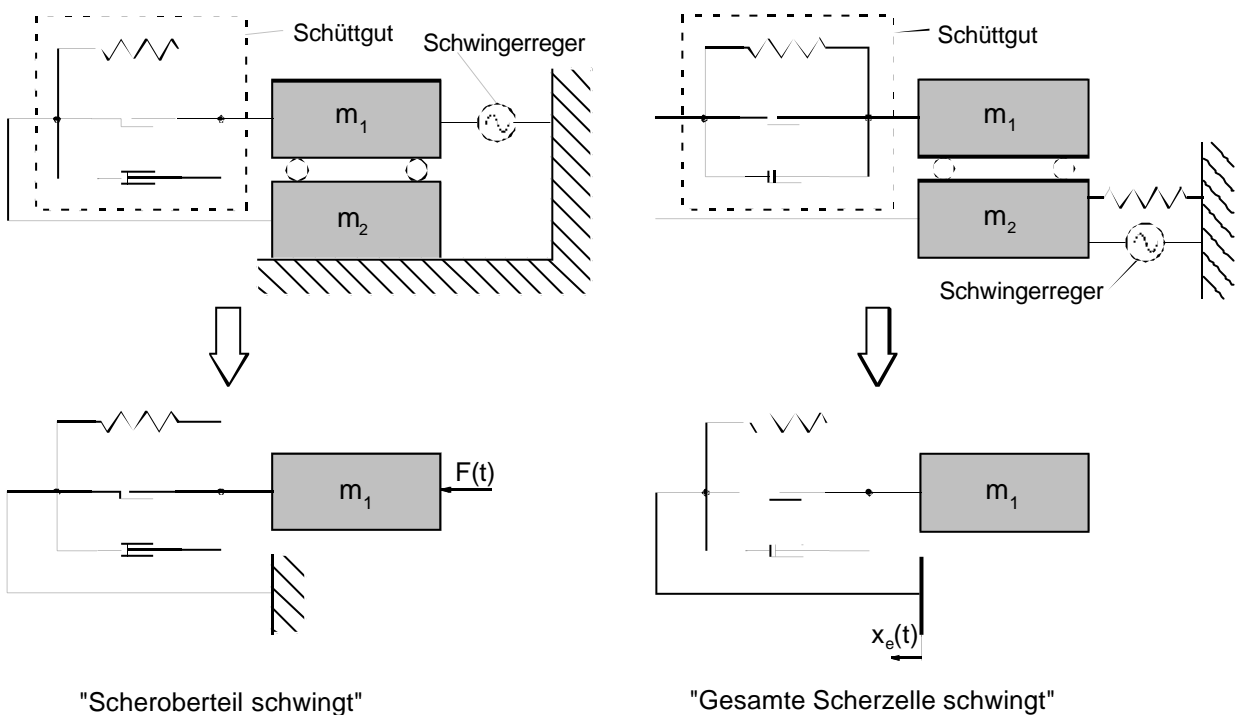 Schüttgut
Schwingerreger
m1
m2
Schüttgut
m1
m2
Schwingerreger
F(t)
m1
m1
xe(t)
"Scheroberteil schwingt"
"Gesamte Scherzelle schwingt"